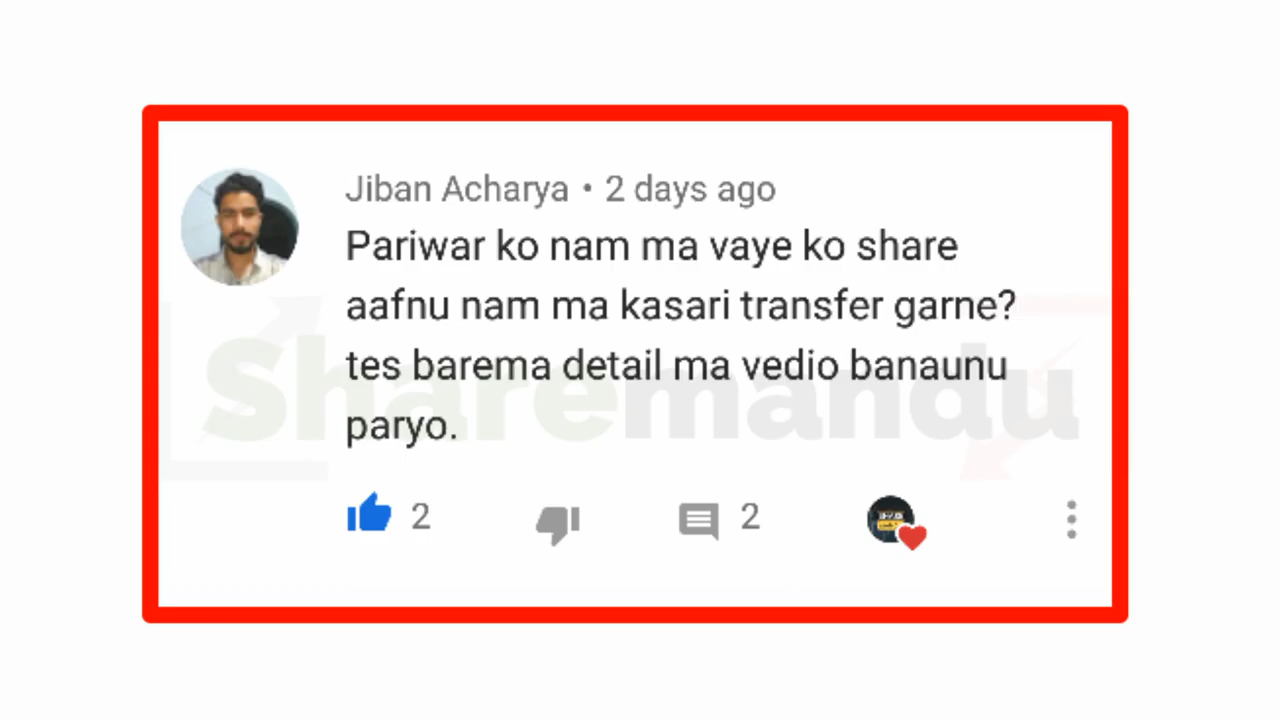 Jiban Acharya • 2 days ago
Pariwar ko nam ma vaye ko share
aafnu nam ma kasari transfer garne?
tes barema detail ma vedio banaunu
paryo.
Sharemandu
2 2